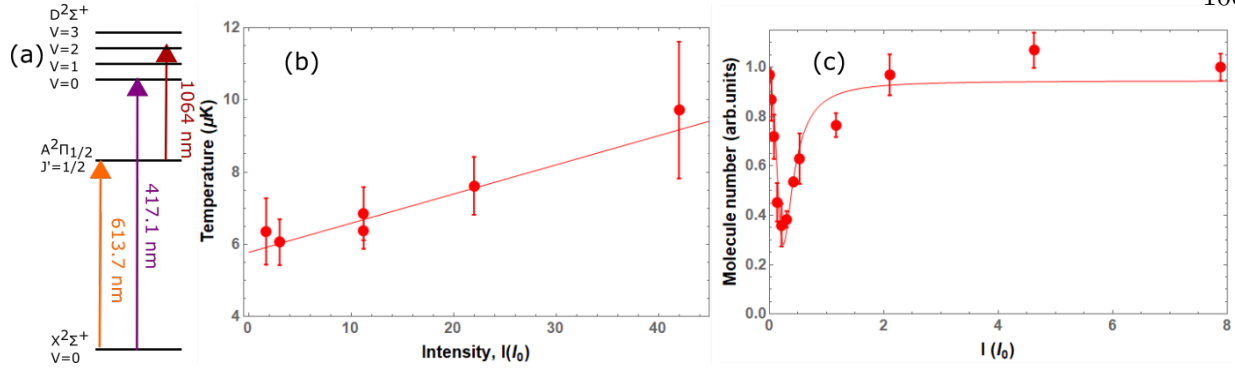 (a)
D²Σ⁺
V=3
V=2
V=1
V=0
1064 nm
A²Π1/2
J'=1/2
613.7 nm
417.1 nm
X²Σ⁺
V=0
(b)
Temperature (μK)
12
10
8
6
4
0
10
20
30
40
Intensity, I(I₀)
(c)
Molecule number (arb.units)
1.0
0.8
0.6
0.4
0.2
0.0
0
2
4
6
8
I (I₀)